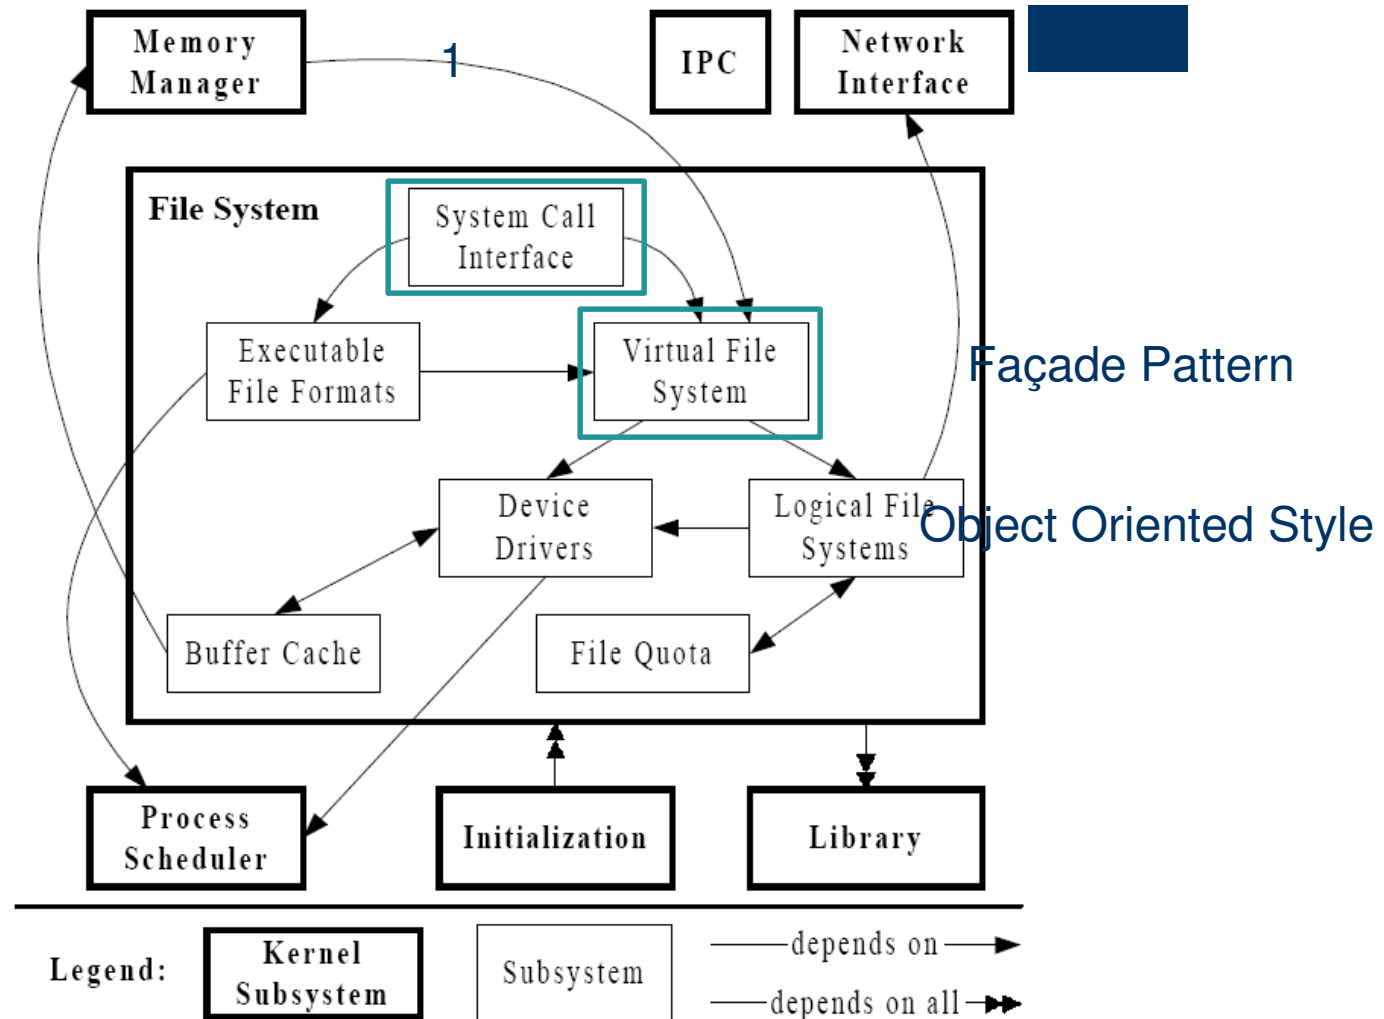 Memory
Manager
1
IPC
Network
Interface
File System
System Call
Interface
Executable
File Formats
Virtual File
System
Façade Pattern
Device
Drivers
Logical File
Systems
Object Oriented Style
Buffer Cache
File Quota
Process
Scheduler
Initialization
Library
Legend:
Kernel
Subsystem
Subsystem
depends on
depends on all